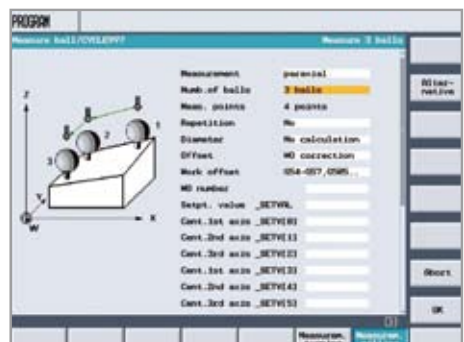 PROGRAM
Measure ball/CYCLE997
Measure 3 balls
Measurement paraxial
Numb.of balls 3 balls
Meas. points 4 points
Repetition No
Diameter No calculation
Offset WO correction
Work offset G54-G57,G505..
WO number
Setpt. value _SETVAL
Cent.1st axis _SETV[0]
Cent.2nd axis _SETV[1]
Cent.3rd axis _SETV[2]
Cent.1st axis _SETV[3]
Cent.2nd axis _SETV[4]
Cent.3rd axis _SETV[5]
Z
1
2
3
Y
X
W
Alter-
native
Abort
OK
Measurem.